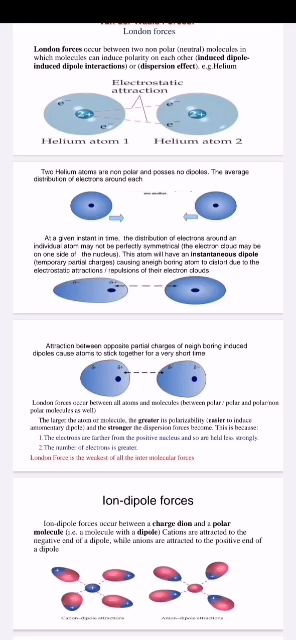 London forces
London forces occur between two non polar (neutral) molecules in
which molecules can induce polarity on each other (induced dipole-
induced dipole interactions) or (dispersion effect). e.g.Helium
Electrostatic
attraction
e⁻
e⁻
2+
2+
e⁻
e⁻
Helium atom 1 Helium atom 2
Two Helium atoms are non polar and posses no dipoles. The average
distribution of electrons around each
At a given instant in time, the distribution of electrons around an
individual atom may not be perfectly symmetrical (the electron cloud may be
on one side of the nucleus). This atom will have an instantaneous dipole
(temporary partial charges) causing aneigh boring atom to distort due to the
electrostatic attractions / repulsions of their electron clouds
δ- δ+
Attraction between opposite partial charges of neigh boring induced
dipoles cause atoms to stick together for a very short time
δ- δ+ δ- δ+
London forces occur between all atoms and molecules (between polar / polar and polar/non
polar molecules as well)
The larger the atom or molecule, the greater its polarizability (easier to induce
amomentary dipole) and the stronger the dispersion forces become. This is because:
1.The electrons are farther from the positive nucleus and so are held less strongly.
2.The number of electrons is greater.
London Force is the weakest of all the inter molecular forces
Ion-dipole forces
Ion-dipole forces occur between a charge dion and a polar
molecule (i.e. a molecule with a dipole) Cations are attracted to the
negative end of a dipole, while anions are attracted to the positive end of
a dipole
Cation-dipole attractions Anion-dipole attractions